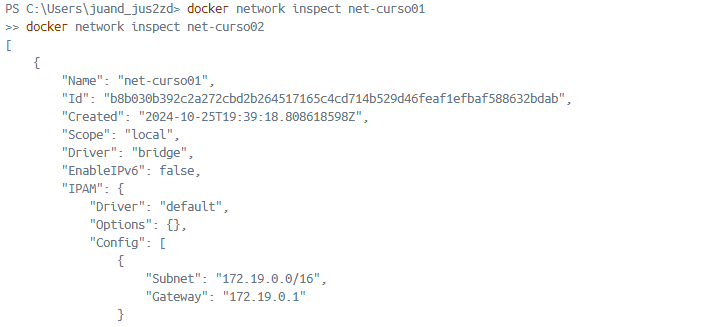 PS C:\Users\juand_jus2zd> docker network inspect net-curso01
>> docker network inspect net-curso02
[
    {
        "Name": "net-curso01",
        "Id": "b8b030b392c2a272cbd2b264517165c4cd714b529d46feaf1efbaf588632bdab",
        "Created": "2024-10-25T19:39:18.808618598Z",
        "Scope": "local",
        "Driver": "bridge",
        "EnableIPv6": false,
        "IPAM": {
            "Driver": "default",
            "Options": {},
            "Config": [
                {
                    "Subnet": "172.19.0.0/16",
                    "Gateway": "172.19.0.1"
                }